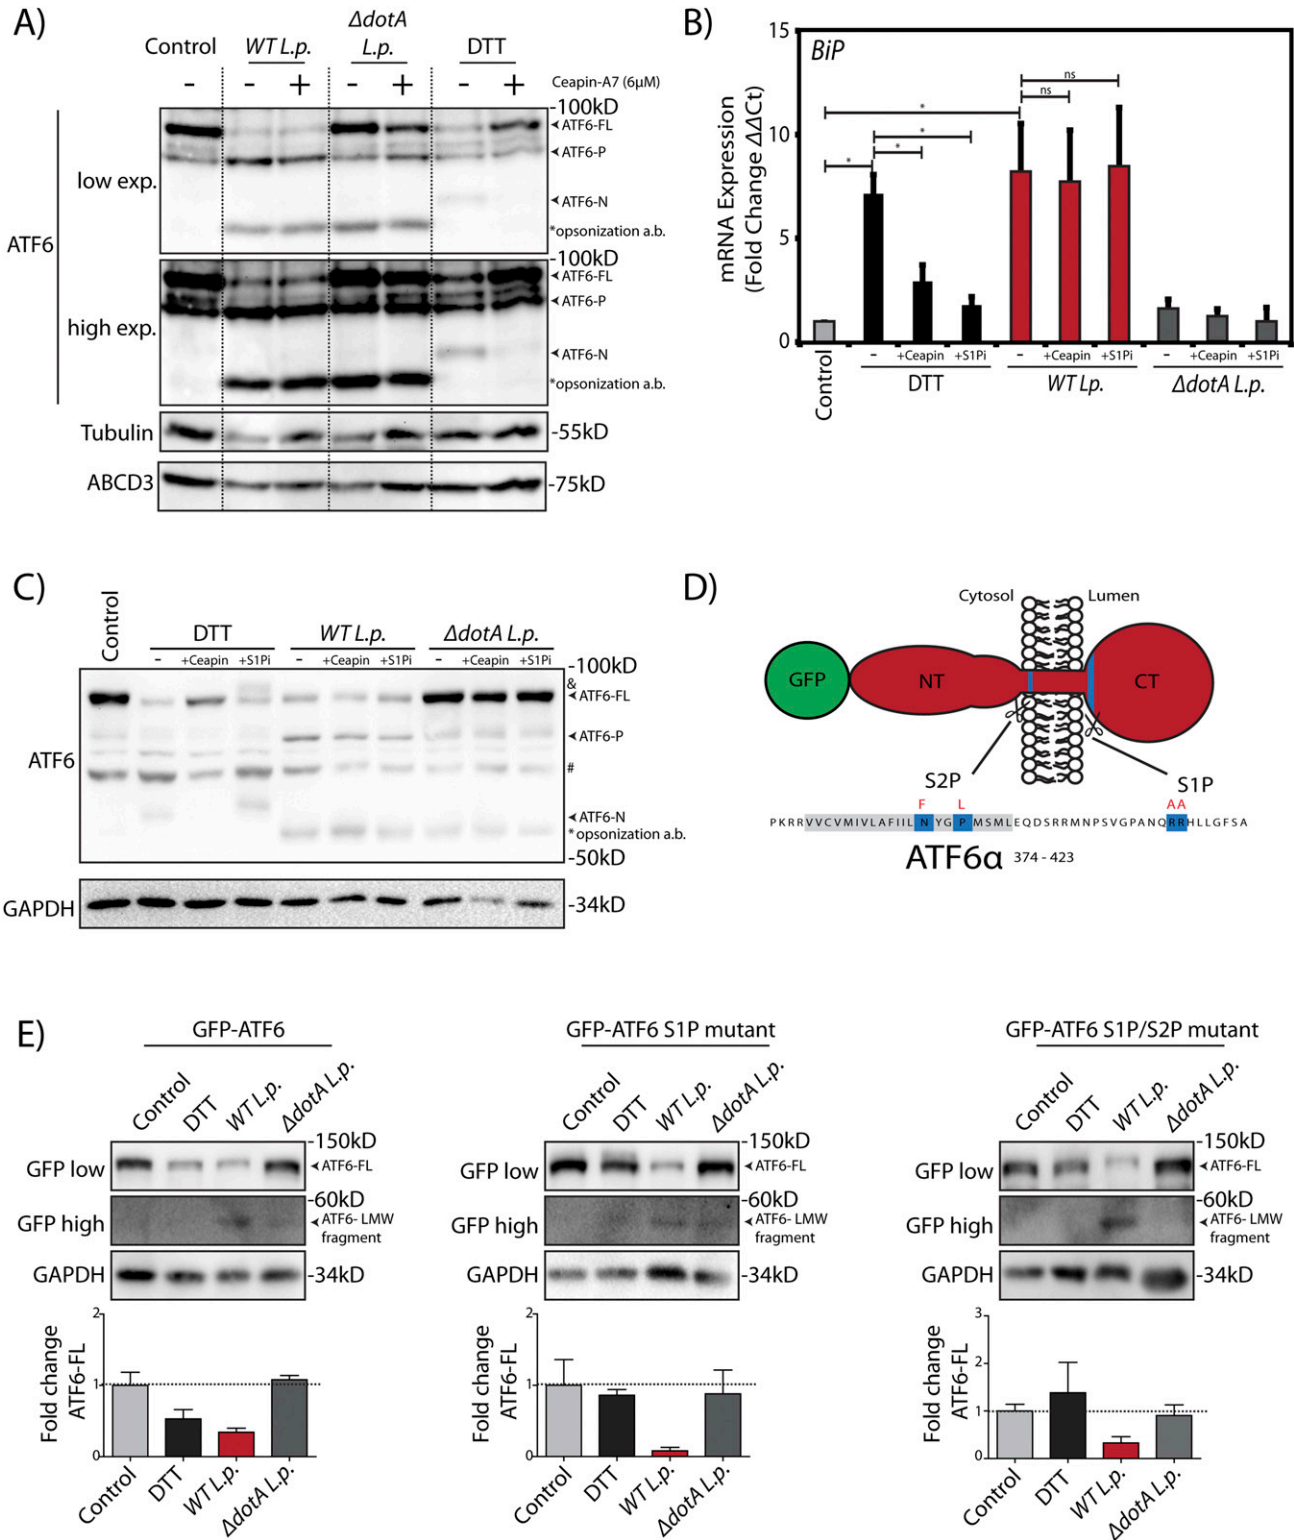 A)
Control
WT L.p.
ΔdotA
L.p.
DTT
- - + - + - +
Ceapin-A7 (6μM)
ATF6
low exp.
-100kD
ATF6-FL
ATF6-P
ATF6-N
*opsonization a.b.
high exp.
-100kD
ATF6-FL
ATF6-P
ATF6-N
*opsonization a.b.
Tubulin
-55kD
ABCD3
-75kD
B)
BiP
mRNA Expression
(Fold Change ΔΔCt)
15
10
5
0
* * * * ns ns
- +Ceapin +S1Pi - +Ceapin +S1Pi - +Ceapin +S1Pi
Control
DTT
WT Lp.
ΔdotA L.p.
C)
Control
DTT
WT L.p.
ΔdotA L.p.
- +Ceapin +S1Pi - +Ceapin +S1Pi - +Ceapin +S1Pi
ATF6
-100kD
&
ATF6-FL
ATF6-P
#
ATF6-N
*opsonization a.b.
-50kD
GAPDH
-34kD
D)
Cytosol
Lumen
GFP
NT
CT
S2P
S1P
F L AA
PKRRVVCVMIVLAFIILNYGPMSMLEQDSRRMNPSVGPANQRRHLLGFSA
ATF6α 374 - 423
E)
GFP-ATF6
Control
DTT
WT L.p.
ΔdotA L.p.
GFP low
-150kD
ATF6-FL
GFP high
-60kD
ATF6- LMW
fragment
GAPDH
-34kD
Fold change
ATF6-FL
2
1
0
Control
DTT
WT L.p.
ΔdotA L.p.
GFP-ATF6 S1P mutant
Control
DTT
WT L.p.
ΔdotA L.p.
GFP low
-150kD
ATF6-FL
GFP high
-60kD
ATF6- LMW
fragment
GAPDH
-34kD
Fold change
ATF6-FL
2
1
0
Control
DTT
WT L.p.
ΔdotA L.p.
GFP-ATF6 S1P/S2P mutant
Control
DTT
WT L.p.
ΔdotA L.p.
GFP low
-150kD
ATF6-FL
GFP high
-60kD
ATF6- LMW
fragment
GAPDH
-34kD
Fold change
ATF6-FL
3
2
1
0
Control
DTT
WT L.p.
ΔdotA L.p.